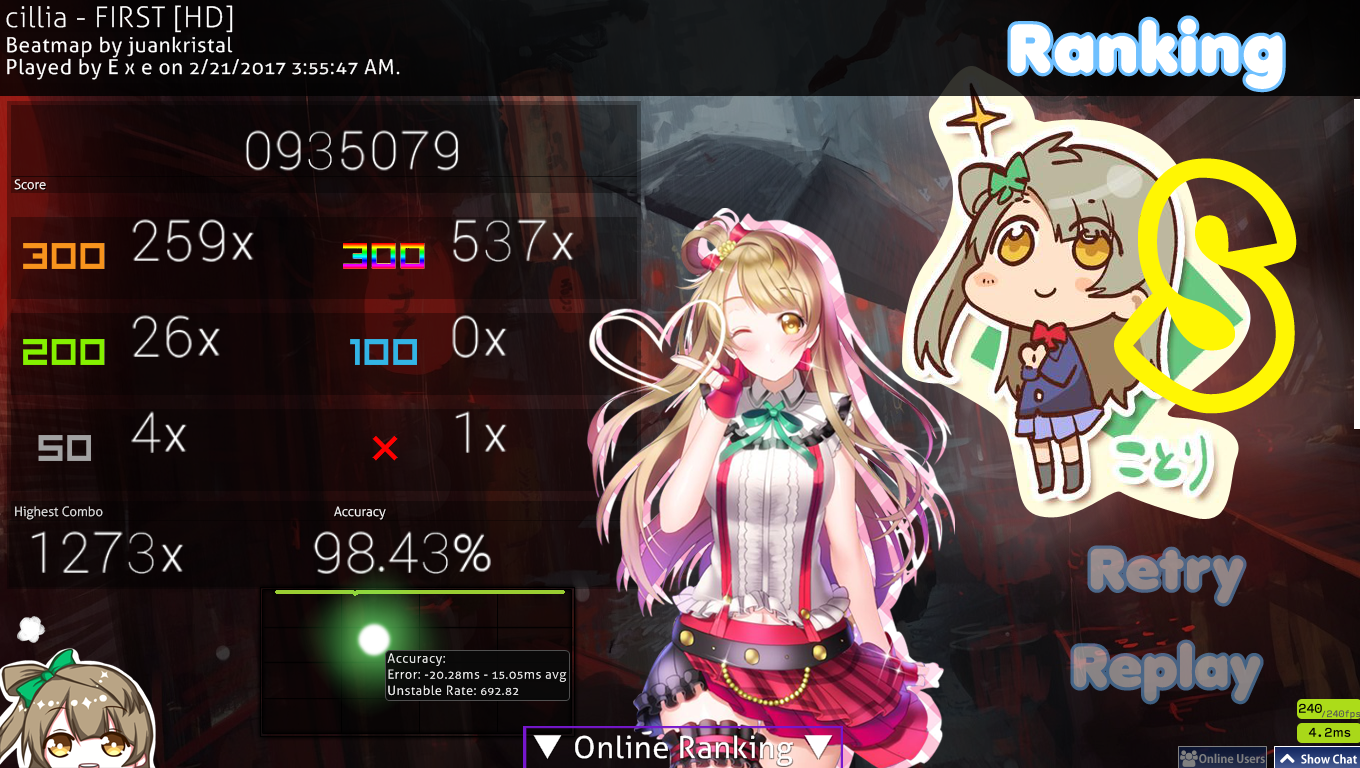 cillia - FIRST [HD]
Beatmap by juankristal
Played by E x e on 2/21/2017 3:55:47 AM.
Ranking
0935079
Score
300 259x 300 537x
200 26x 100 0x
50 4x 1x
Highest Combo
1273x
Accuracy
98.43%
ことり
S
Retry
Replay
Accuracy:
Error: -20.28ms - 15.05ms avg
Unstable Rate: 692.82
Online Ranking
240/240fps
4.2ms
Online Users
Show Chat